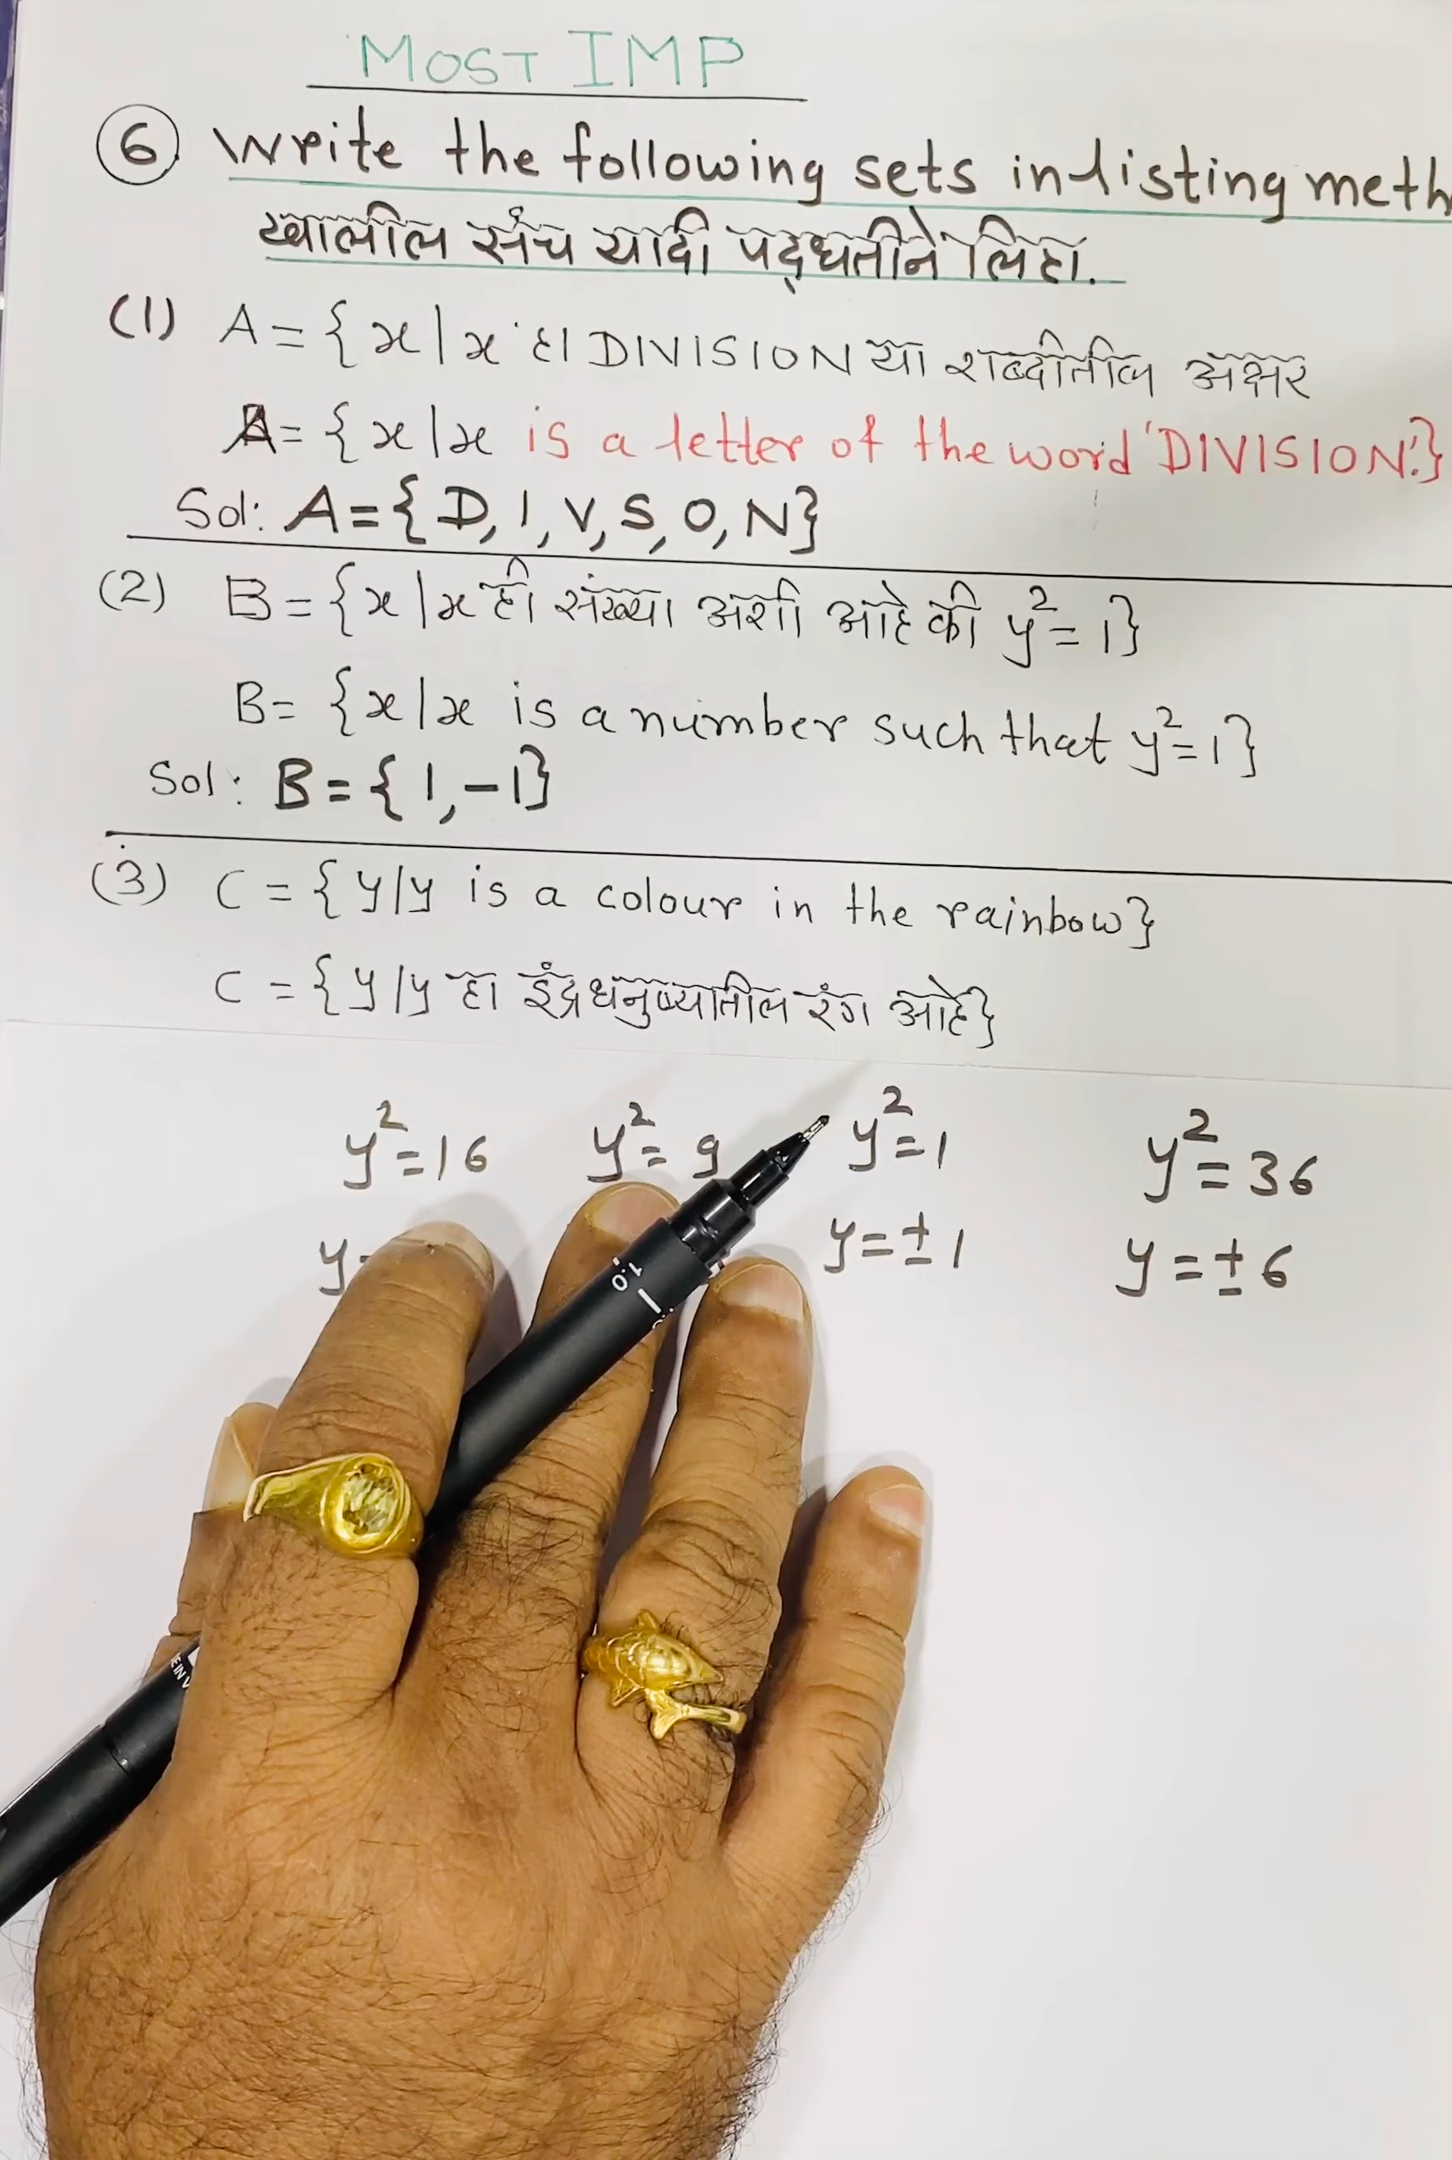 MOST IMP
6 Write the following sets in listing meth
खालील संच यादी पद्धतीने लिहा.
(1) A = {x | x हा DIVISION या शब्दातील अक्षर
A = {x | x is a letter of the word 'DIVISION'.}
Sol: A = {D, I, V, S, O, N}
(2) B = {x | x ही संख्या अशी आहे की y² = 1}
B = {x | x is a number such that y² = 1}
Sol: B = {1, -1}
(3) C = {y | y is a colour in the rainbow}
C = {y | y हा इंद्रधनुष्यातील रंग आहे}
y² = 16 y² = 9 y² = 1 y² = 36
y = y = ± 1 y = ± 6
1.0